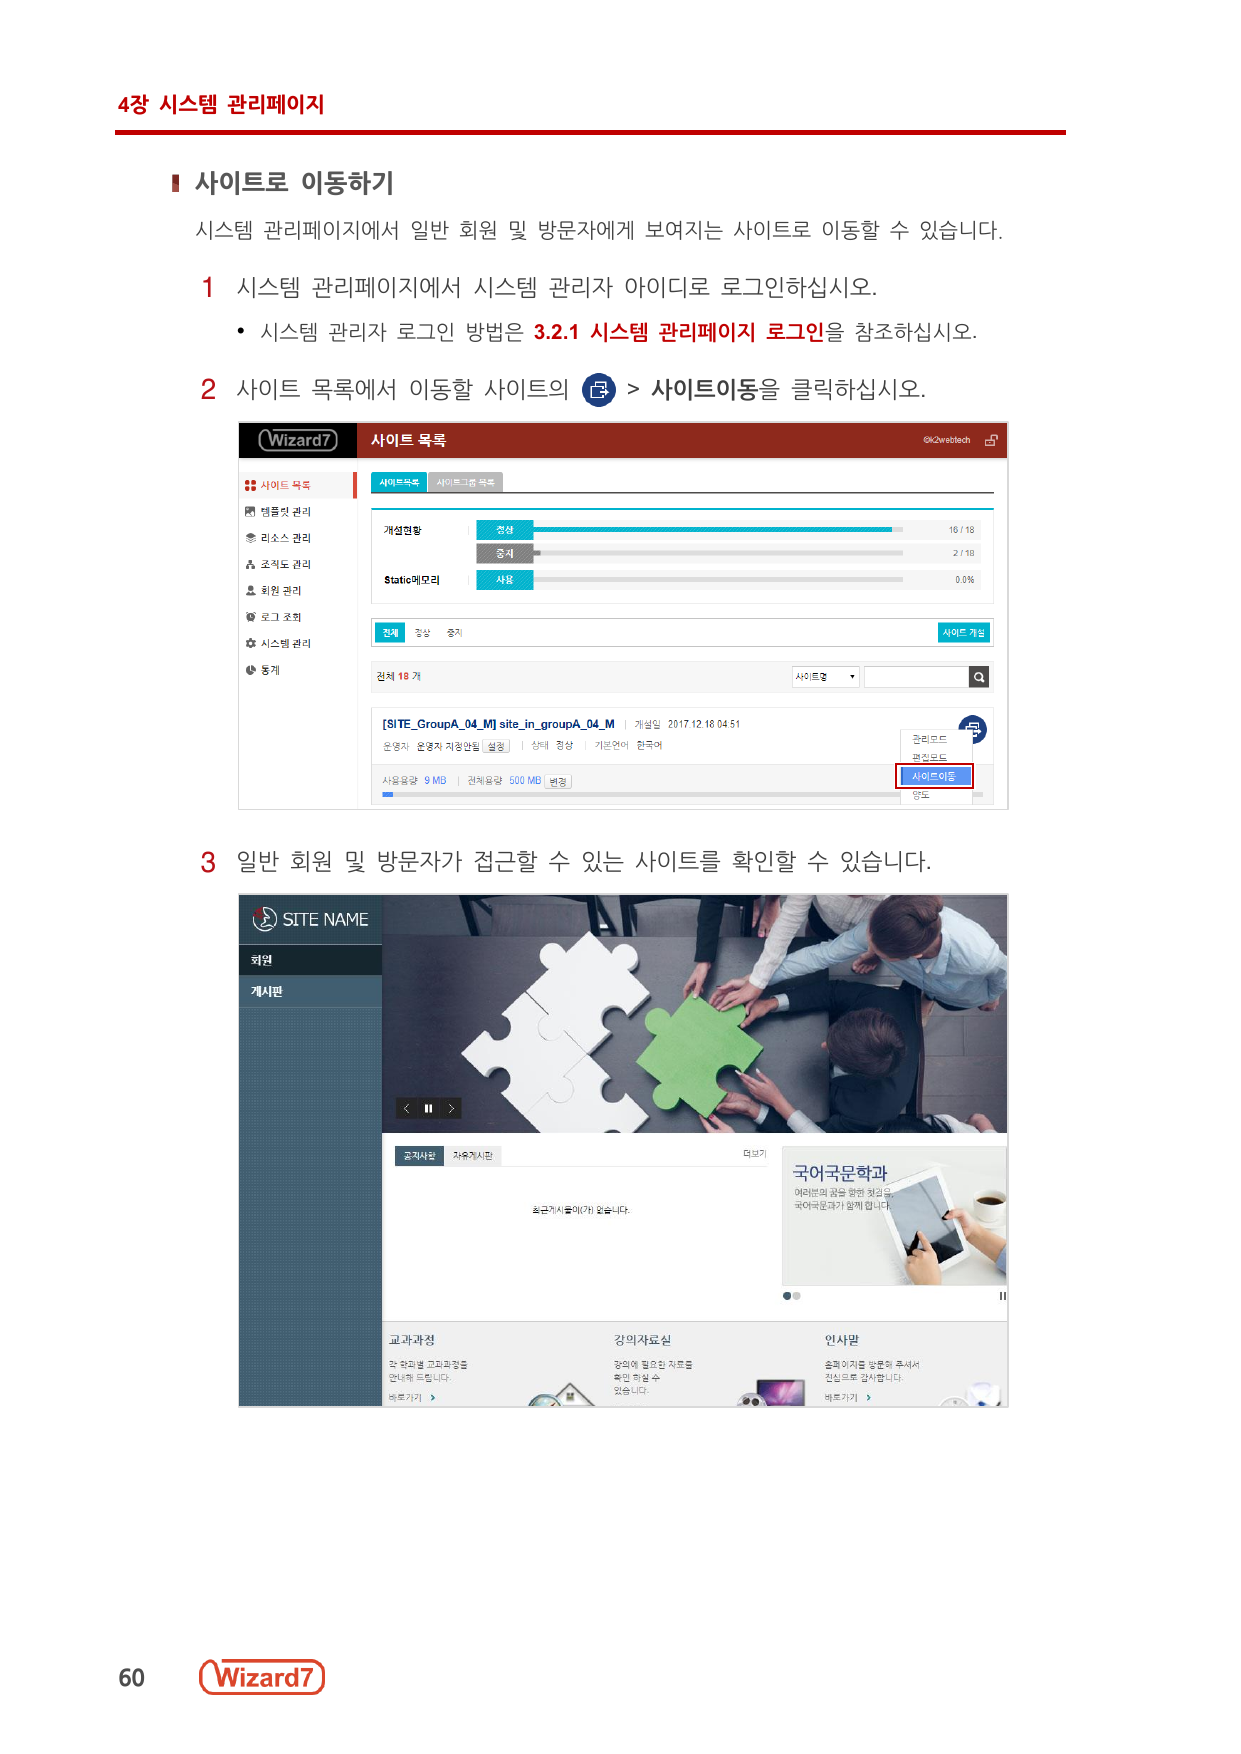 4장 시스템 관리페이지
사이트로 이동하기
시스템 관리페이지에서 일반 회원 및 방문자에게 보여지는 사이트로 이동할 수 있습니다.
1 시스템 관리페이지에서 시스템 관리자 아이디로 로그인하십시오.
• 시스템 관리자 로그인 방법은 3.2.1 시스템 관리페이지 로그인을 참조하십시오.
2 사이트 목록에서 이동할 사이트의 > 사이트이동을 클릭하십시오.
Wizard7 사이트 목록 @k2webtech
사이트 목록
템플릿 관리
리소스 관리
조직도 관리
회원 관리
로그 조회
시스템 관리
통계
사이트목록 사이트그룹 목록
개설현황 정상 16 / 18
중지 2 / 18
Static메모리 사용 0.0%
전체 정상 중지 사이트 개설
전체 18 개 사이트명
[SITE_GroupA_04_M] site_in_groupA_04_M 개설일 2017.12.18 04:51
운영자 운영자 지정안됨 설정 상태 정상 기본언어 한국어
사용용량 9 MB 전체용량 500 MB 변경
관리모드
편집모드
사이트이동
양도
3 일반 회원 및 방문자가 접근할 수 있는 사이트를 확인할 수 있습니다.
SITE NAME
회원
게시판
공지사항 자유게시판 더보기
최근게시물이(가) 없습니다.
국어국문학과
여러분의 꿈을 향한 첫걸음,
국어국문과가 함께 합니다.
교과과정
각 학과별 교과과정을
안내해 드립니다.
바로가기
강의자료실
강의에 필요한 자료를
확인 하실 수
있습니다.
인사말
홈페이지를 방문해 주셔서
진심으로 감사합니다.
바로가기
60 Wizard7